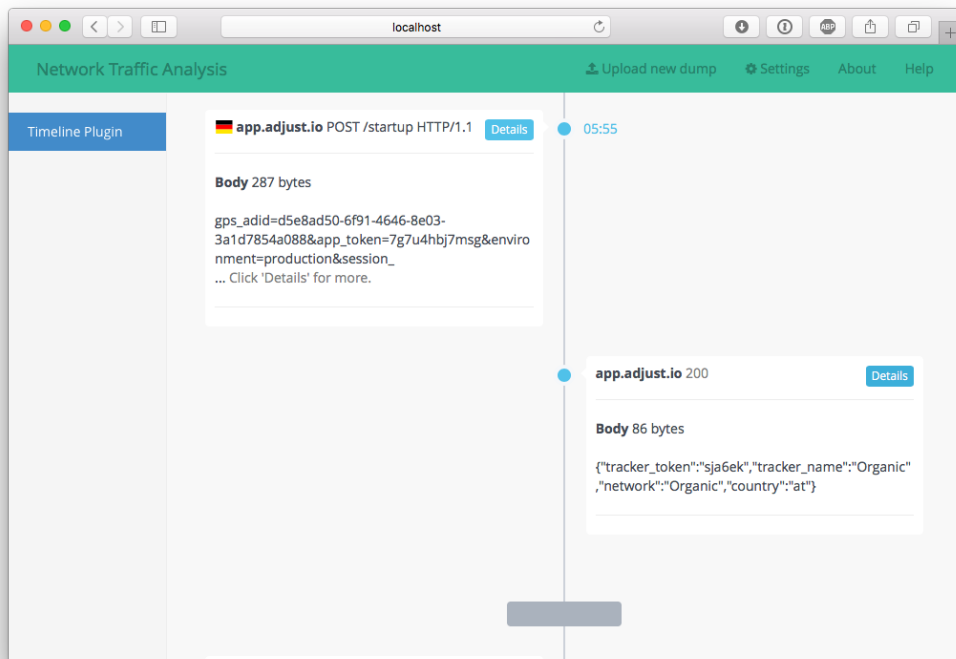 localhost
ABP
Network Traffic Analysis
Upload new dump
Settings
About
Help
Timeline Plugin
app.adjust.io POST /startup HTTP/1.1
Details
05:55
Body 287 bytes
gps_adid=d5e8ad50-6f91-4646-8e03-
3a1d7854a088&app_token=7g7u4hbj7msg&enviro
nment=production&session_
... Click 'Details' for more.
app.adjust.io 200
Details
Body 86 bytes
{"tracker_token":"sja6ek","tracker_name":"Organic"
,"network":"Organic","country":"at"}